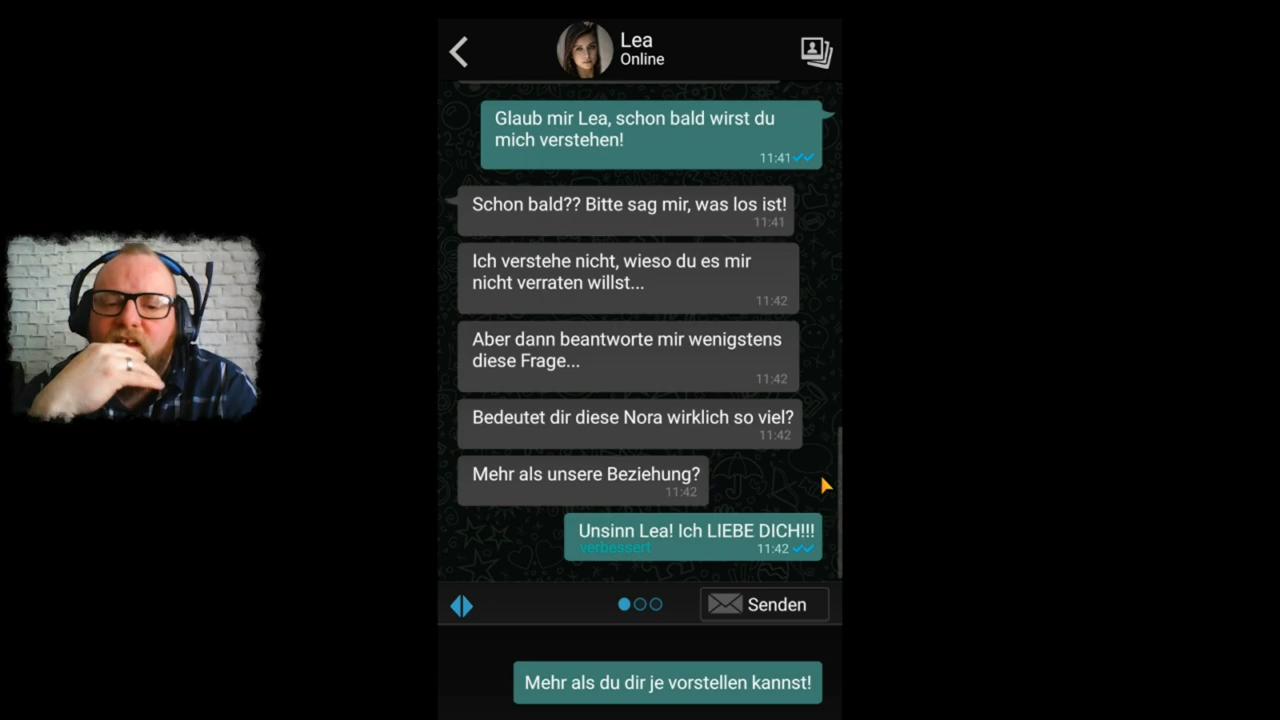 Lea
Online
Glaub mir Lea, schon bald wirst du
mich verstehen!
11:41
Schon bald?? Bitte sag mir, was los ist!
11:41
Ich verstehe nicht, wieso du es mir
nicht verraten willst...
11:42
Aber dann beantworte mir wenigstens
diese Frage...
11:42
Bedeutet dir diese Nora wirklich so viel?
11:42
Mehr als unsere Beziehung?
11:42
Unsinn Lea! Ich LIEBE DICH!!!
verbessert 11:42
Senden
Mehr als du dir je vorstellen kannst!